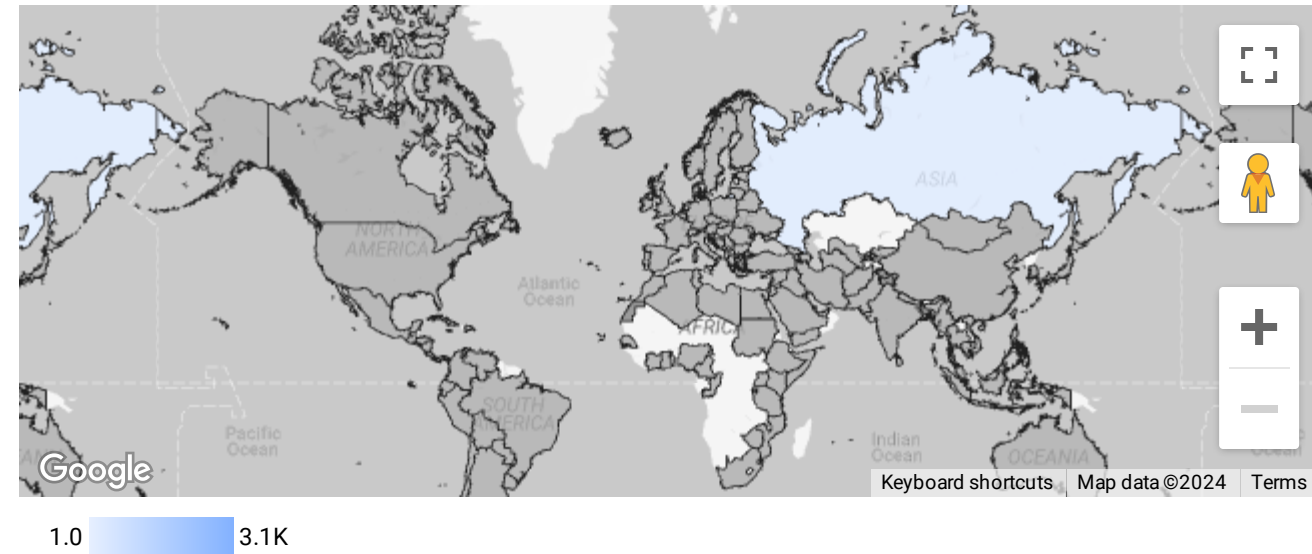 ASIA
NORTH
AMERICA
Atlantic
Ocean
AFRICA
SOUTH
AMERICA
Pacific
Ocean
Indian
Ocean
OCEANIA
Google
Keyboard shortcuts
Map data ©2024
Terms
1.0
3.1K